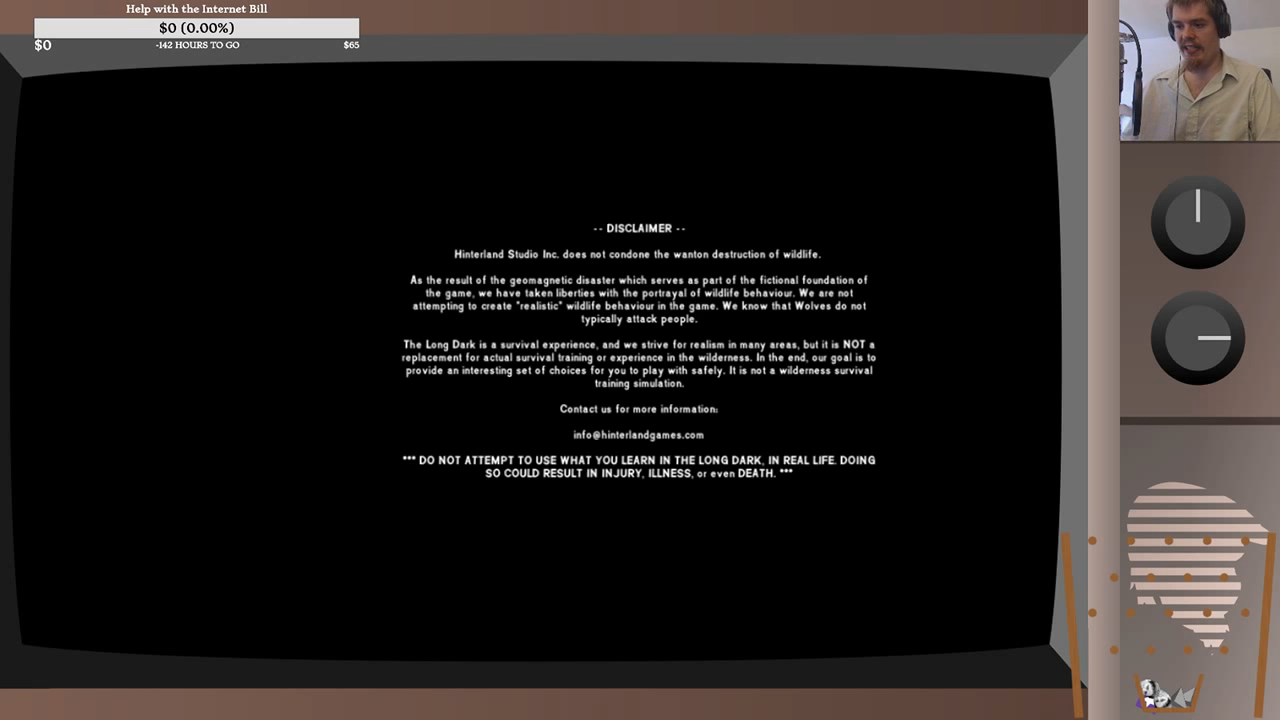 Help with the Internet Bill
$0 (0.00%)
$0 -142 HOURS TO GO $65
-- DISCLAIMER --
Hinterland Studio Inc. does not condone the wanton destruction of wildlife.
As the result of the geomagnetic disaster which serves as part of the fictional foundation of
the game, we have taken liberties with the portrayal of wildlife behaviour. We are not
attempting to create "realistic" wildlife behaviour in the game. We know that Wolves do not
typically attack people.
The Long Dark is a survival experience, and we strive for realism in many areas, but it is NOT a
replacement for actual survival training or experience in the wilderness. In the end, our goal is to
provide an interesting set of choices for you to play with safely. It is not a wilderness survival
training simulation.
Contact us for more information:
info@hinterlandgames.com
*** DO NOT ATTEMPT TO USE WHAT YOU LEARN IN THE LONG DARK, IN REAL LIFE. DOING
SO COULD RESULT IN INJURY, ILLNESS, or even DEATH. ***